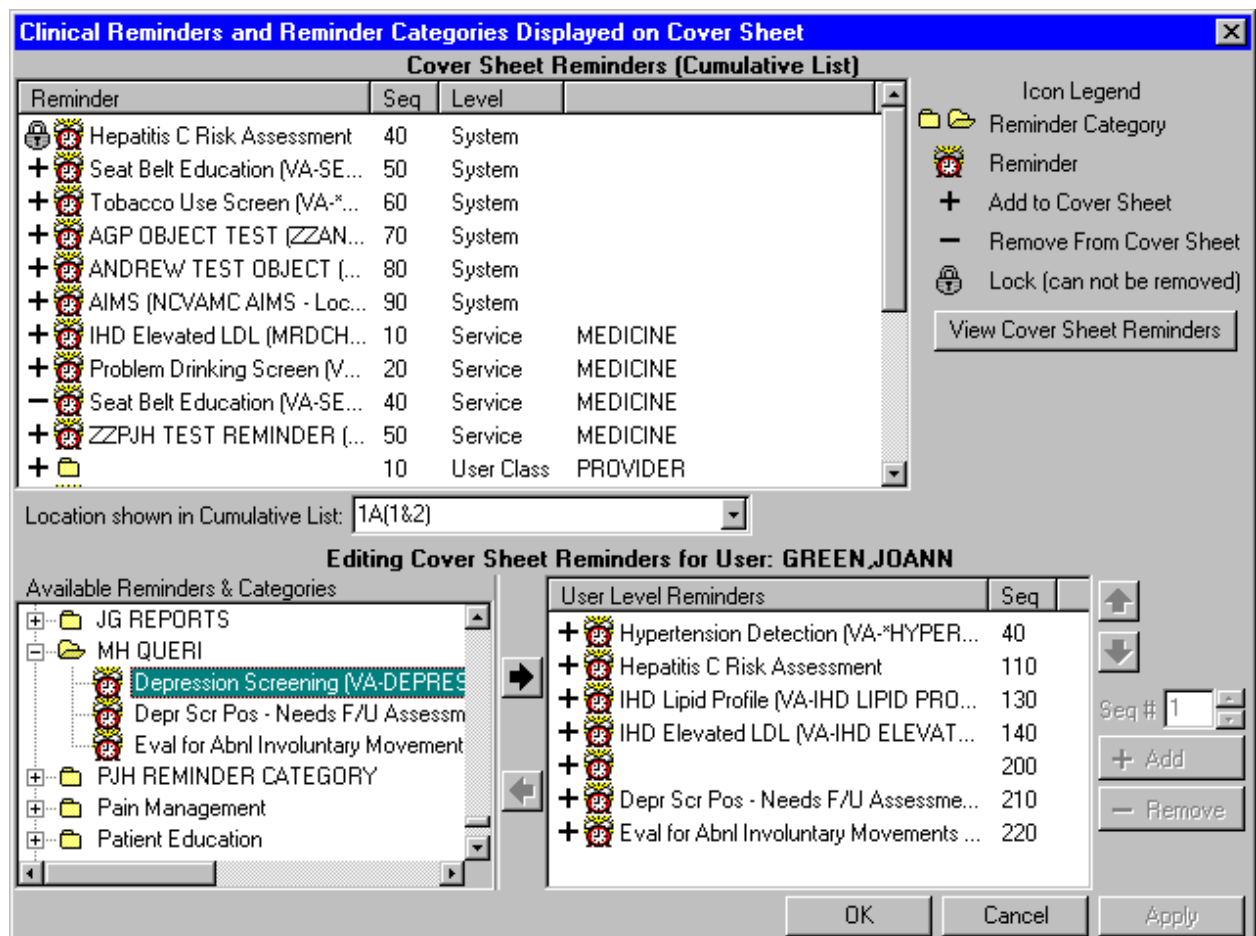 Clinical Reminders and Reminder Categories Displayed on Cover Sheet
Cover Sheet Reminders (Cumulative List)
Reminder Seq Level
Hepatitis C Risk Assessment 40 System
Seat Belt Education (VA-SE... 50 System
Tobacco Use Screen (VA-*... 60 System
AGP OBJECT TEST (ZZAN... 70 System
ANDREW TEST OBJECT (... 80 System
AIMS (NCVAMC AIMS - Loc... 90 System
IHD Elevated LDL (MRDCH... 10 Service MEDICINE
Problem Drinking Screen (V... 20 Service MEDICINE
Seat Belt Education (VA-SE... 40 Service MEDICINE
ZZPJH TEST REMINDER (... 50 Service MEDICINE
10 User Class PROVIDER
Icon Legend
Reminder Category
Reminder
+ Add to Cover Sheet
− Remove From Cover Sheet
Lock (can not be removed)
View Cover Sheet Reminders
Location shown in Cumulative List: 1A(1&2)
Editing Cover Sheet Reminders for User: GREEN,JOANN
Available Reminders & Categories
JG REPORTS
MH QUERI
Depression Screening (VA-DEPRES
Depr Scr Pos - Needs F/U Assessm
Eval for Abnl Involuntary Movement
PJH REMINDER CATEGORY
Pain Management
Patient Education
User Level Reminders Seq
Hypertension Detection (VA-*HYPER... 40
Hepatitis C Risk Assessment 110
IHD Lipid Profile (VA-IHD LIPID PRO... 130
IHD Elevated LDL (VA-IHD ELEVAT... 140
200
Depr Scr Pos - Needs F/U Assessme... 210
Eval for Abnl Involuntary Movements ... 220
Seq # 1
+ Add
− Remove
OK Cancel Apply